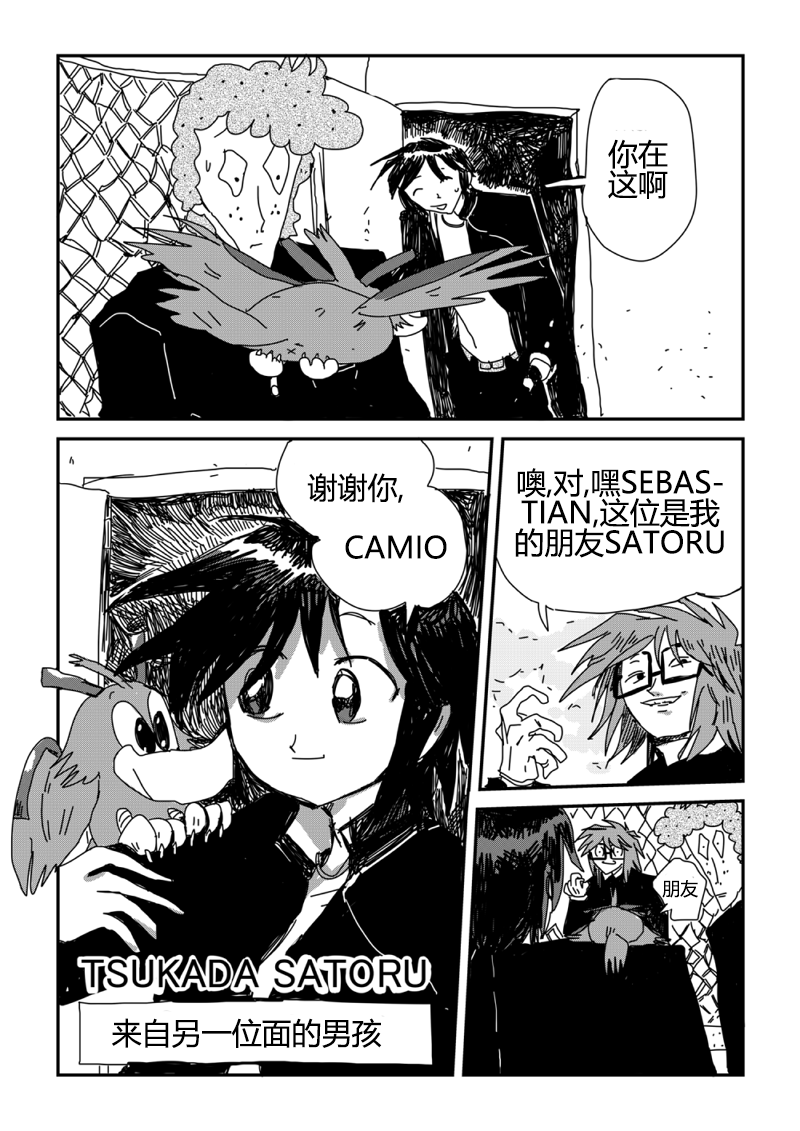 你在
这啊
谢谢你,
CAMIO
噢,对,嘿SEBAS-
TIAN,这位是我
的朋友SATORU
朋友
TSUKADA SATORU
来自另一位面的男孩